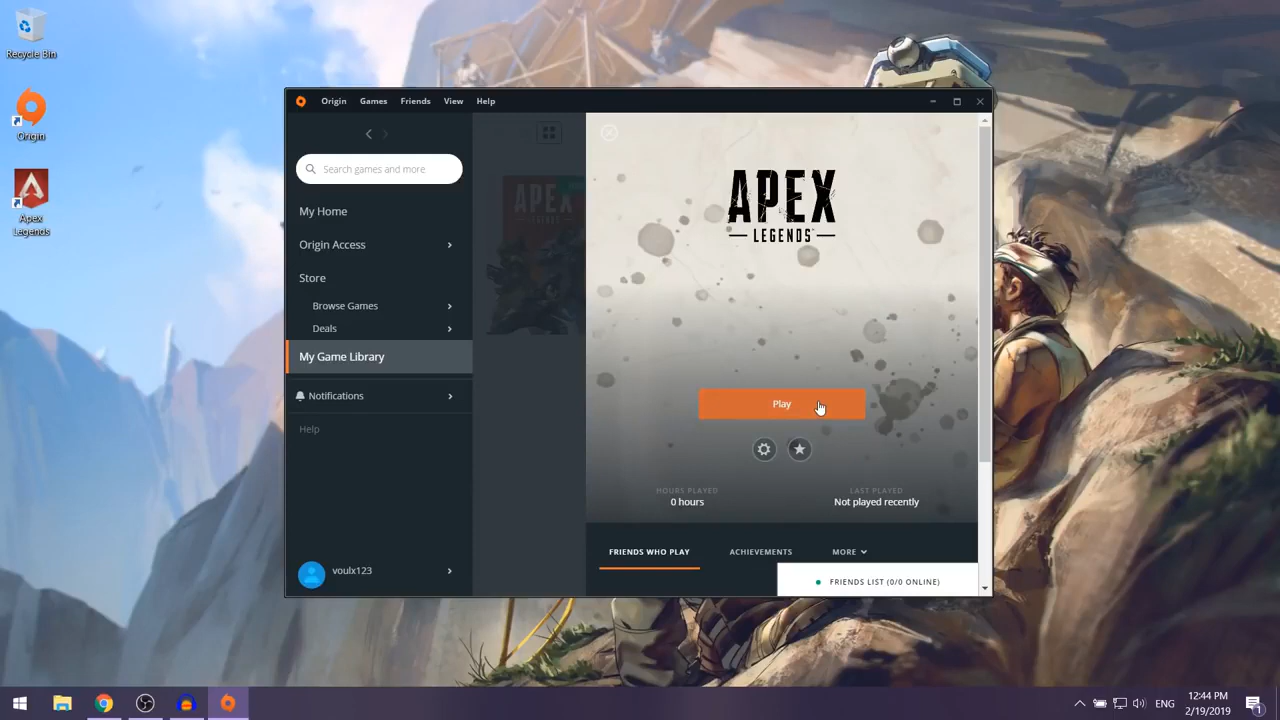 Recycle Bin
Origin
Apex
Legends
Origin Games Friends View Help
Search games and more
My Home
Origin Access
Store
Browse Games
Deals
My Game Library
Notifications
Help
voulx123
APEX
APEX
LEGENDS
Play
HOURS PLAYED
0 hours
LAST PLAYED
Not played recently
FRIENDS WHO PLAY
ACHIEVEMENTS
MORE
FRIENDS LIST (0/0 ONLINE)
ENG
12:44 PM
2/19/2019
1